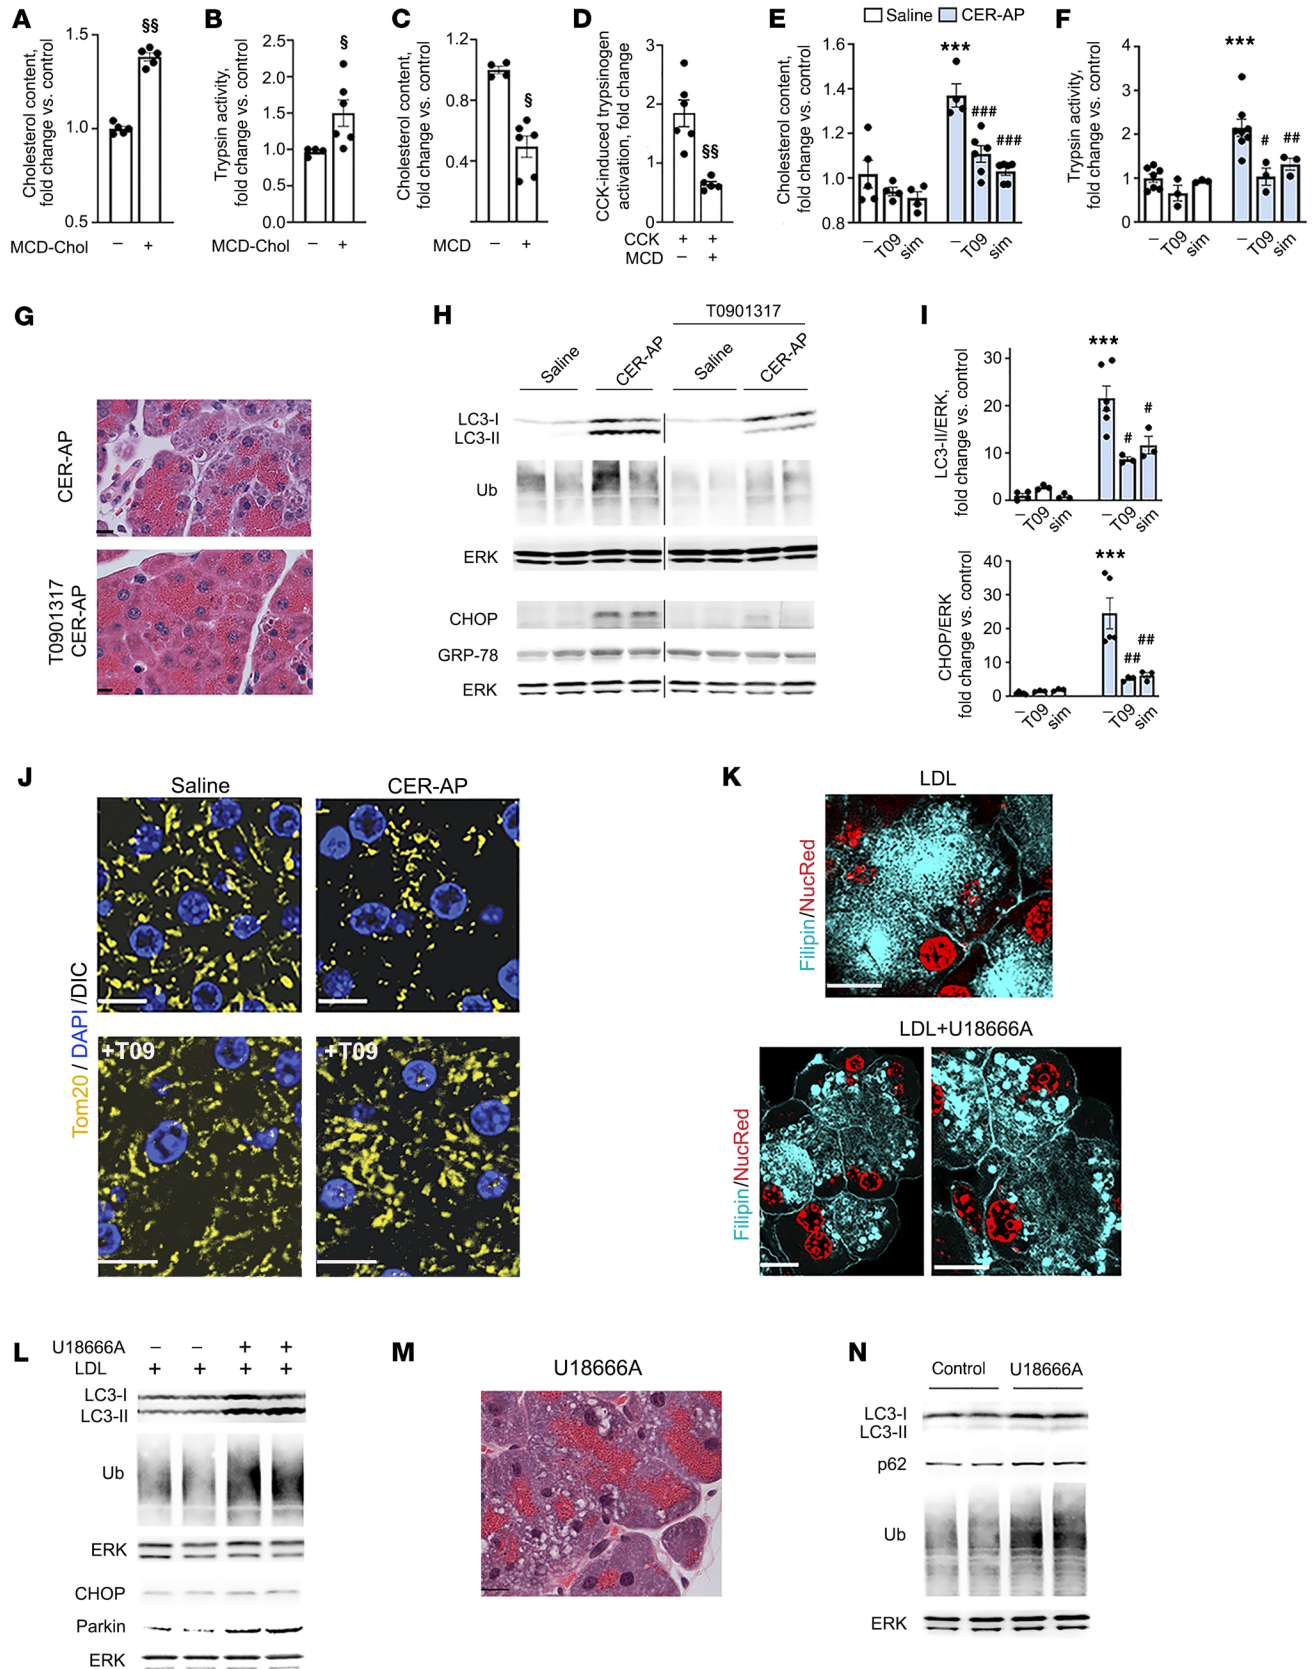 A
Cholesterol content,
fold change vs. control
1.5
1.0
0.5
§§
MCD-Chol – +
B
Trypsin activity,
fold change vs. control
2.5
2.0
1.5
1.0
0.5
0.0
§
MCD-Chol – +
C
Cholesterol content,
fold change vs. control
1.2
0.8
0.4
§
MCD – +
D
CCK-induced trypsinogen
activation, fold change
3
2
1
0
§§
CCK + +
MCD – +
Saline CER-AP
E
Cholesterol content,
fold change vs. control
1.6
1.4
1.2
1.0
0.8
***
###
###
– T09 sim – T09 sim
F
Trypsin activity,
fold change vs. control
4
3
2
1
0
***
#
##
– T09 sim – T09 sim
G
CER-AP
T0901317
CER-AP
H
T0901317
Saline CER-AP Saline CER-AP
LC3-I
LC3-II
Ub
ERK
CHOP
GRP-78
ERK
I
LC3-II/ERK,
fold change vs. control
30
20
10
0
***
#
#
– T09 sim – T09 sim
CHOP/ERK
fold change vs. control
40
30
20
10
0
***
##
##
– T09 sim – T09 sim
J
Saline CER-AP
+T09 +T09
Tom20 / DAPI /DIC
K
LDL
Filipin/NucRed
LDL+U18666A
Filipin/NucRed
L
U18666A – – + +
LDL + + + +
LC3-I
LC3-II
Ub
ERK
CHOP
Parkin
ERK
M
U18666A
N
Control U18666A
LC3-I
LC3-II
p62
Ub
ERK